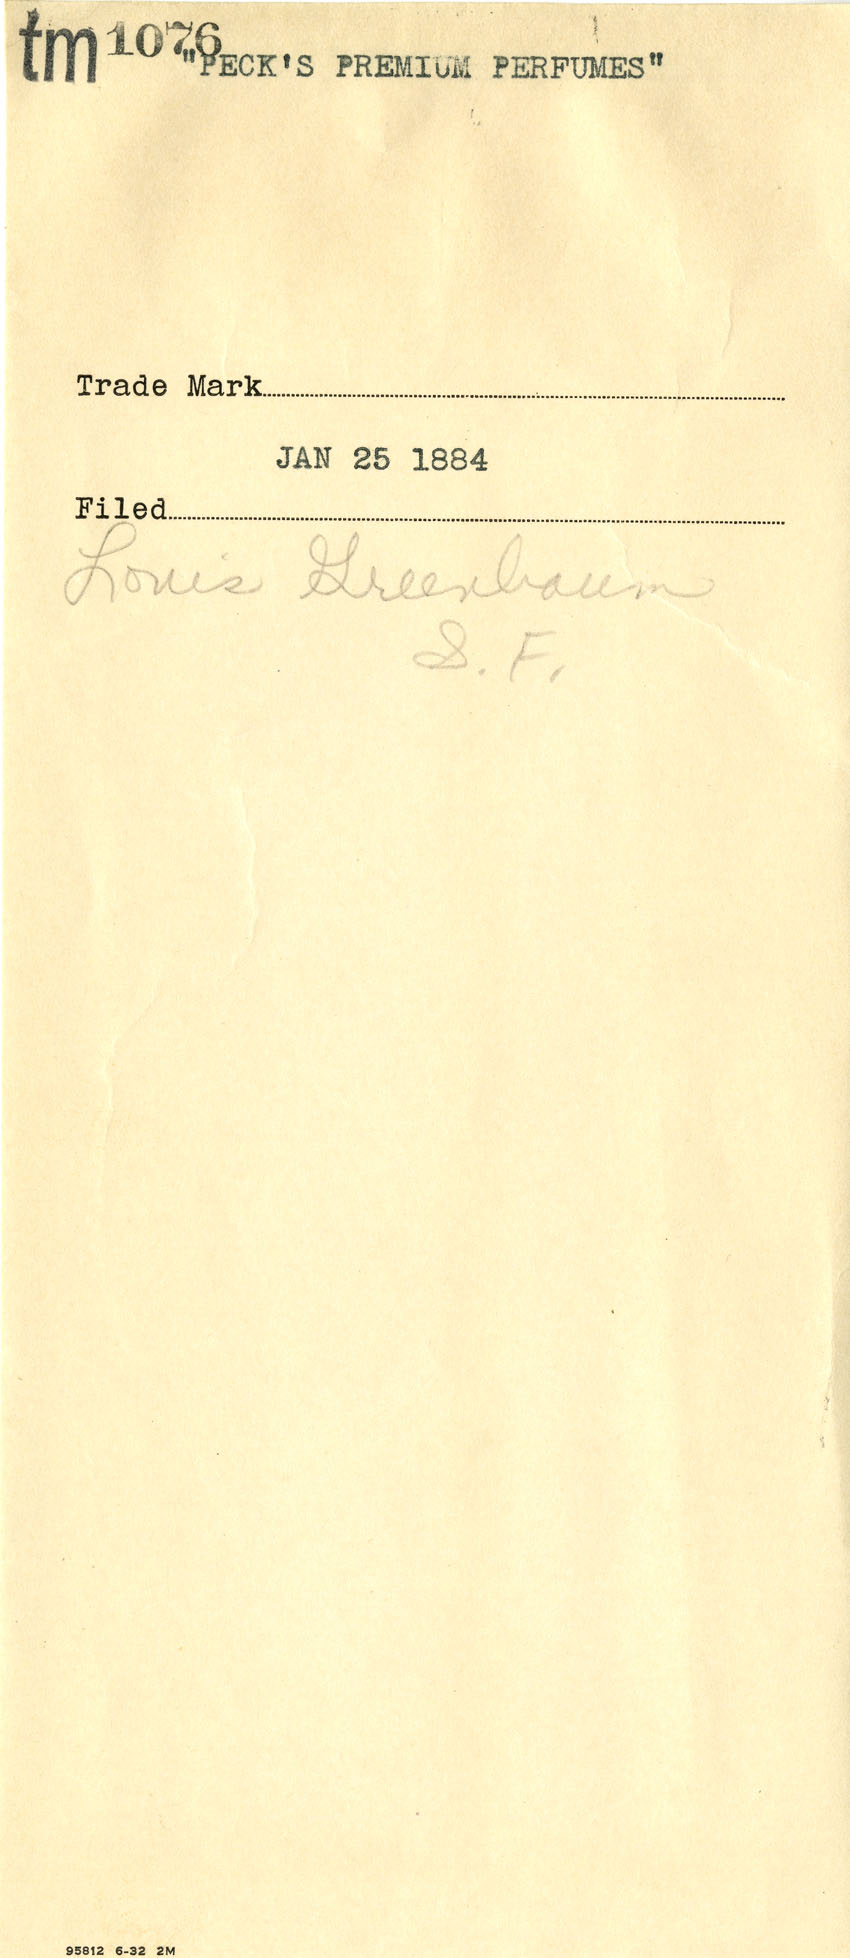 tm 1076
"PECK'S PREMIUM PERFUMES"
Trade Mark
JAN 25 1884
Filed
Louis Greenbaum
S. F.
95812 6-32 2M